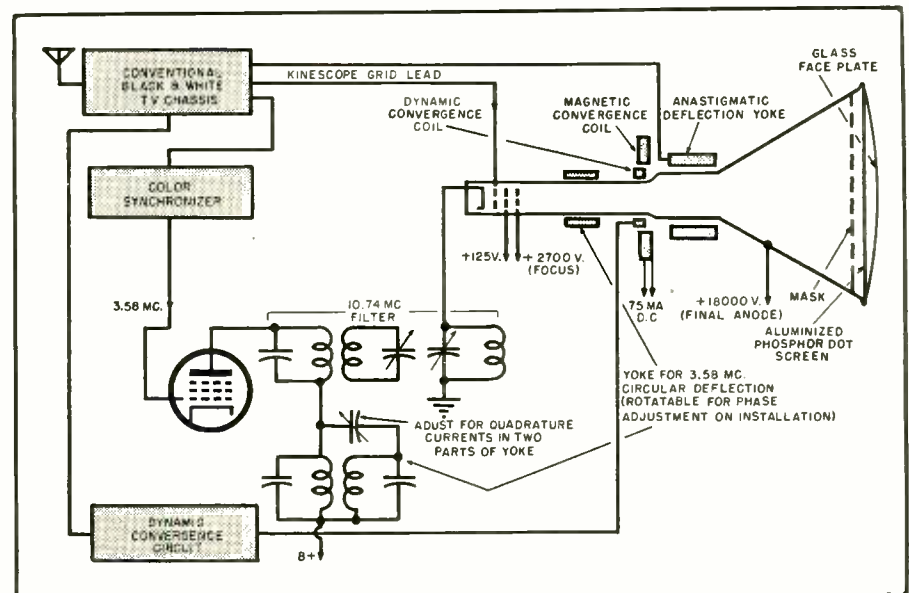 CONVENTIONAL
BLACK & WHITE
TV CHASSIS
KINESCOPE GRID LEAD
DYNAMIC
CONVERGENCE
COIL
MAGNETIC
CONVERGENCE
COIL
ANASTIGMATIC
DEFLECTION YOKE
GLASS
FACE PLATE
COLOR
SYNCHRONIZER
+125V.
+ 2700 V.
(FOCUS)
75 MA
D.C
+18000 V.
(FINAL ANODE)
MASK
ALUMINIZED
PHOSPHOR DOT
SCREEN
3.58 MC.
10.74 MC
FILTER
YOKE FOR 3.58 MC.
CIRCULAR DEFLECTION
(ROTATABLE FOR PHASE
ADJUSTMENT ON INSTALLATION)
ADUST FOR QUADRATURE
CURRENTS IN TWO
PARTS OF YOKE
DYNAMIC
CONVERGENCE
CIRCUIT
B+